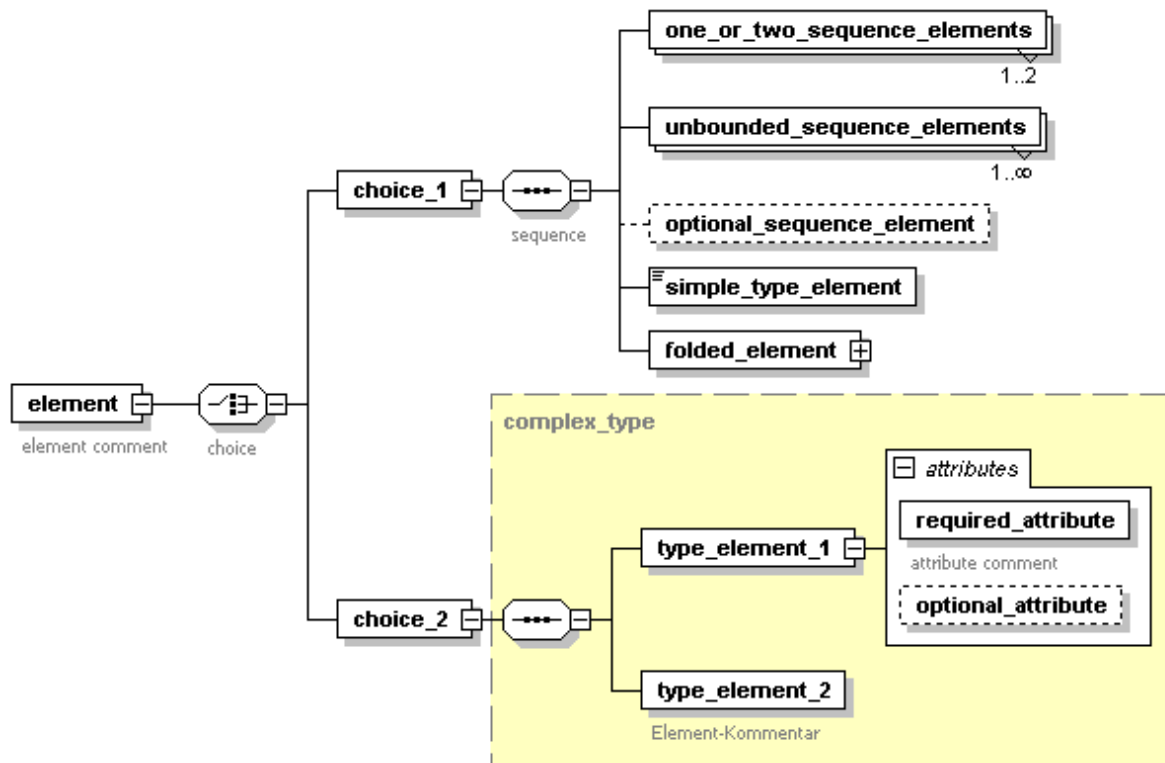 one_or_two_sequence_elements
1..2
unbounded_sequence_elements
1..∞
choice_1
sequence
optional_sequence_element
simple_type_element
folded_element
element
element comment
choice
complex_type
attributes
required_attribute
attribute comment
optional_attribute
type_element_1
choice_2
type_element_2
Element-Kommentar